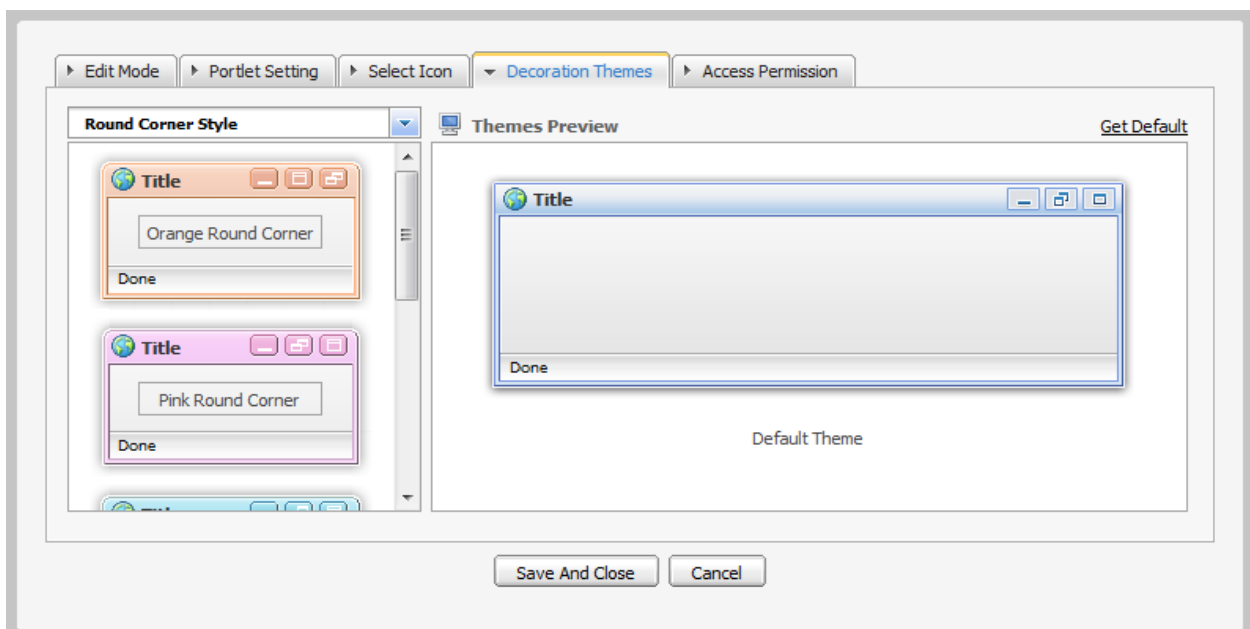 Edit Mode
Portlet Setting
Select Icon
Decoration Themes
Access Permission
Round Corner Style
Themes Preview
Get Default
Title
Orange Round Corner
Done
Title
Pink Round Corner
Done
Title
Done
Default Theme
Save And Close
Cancel